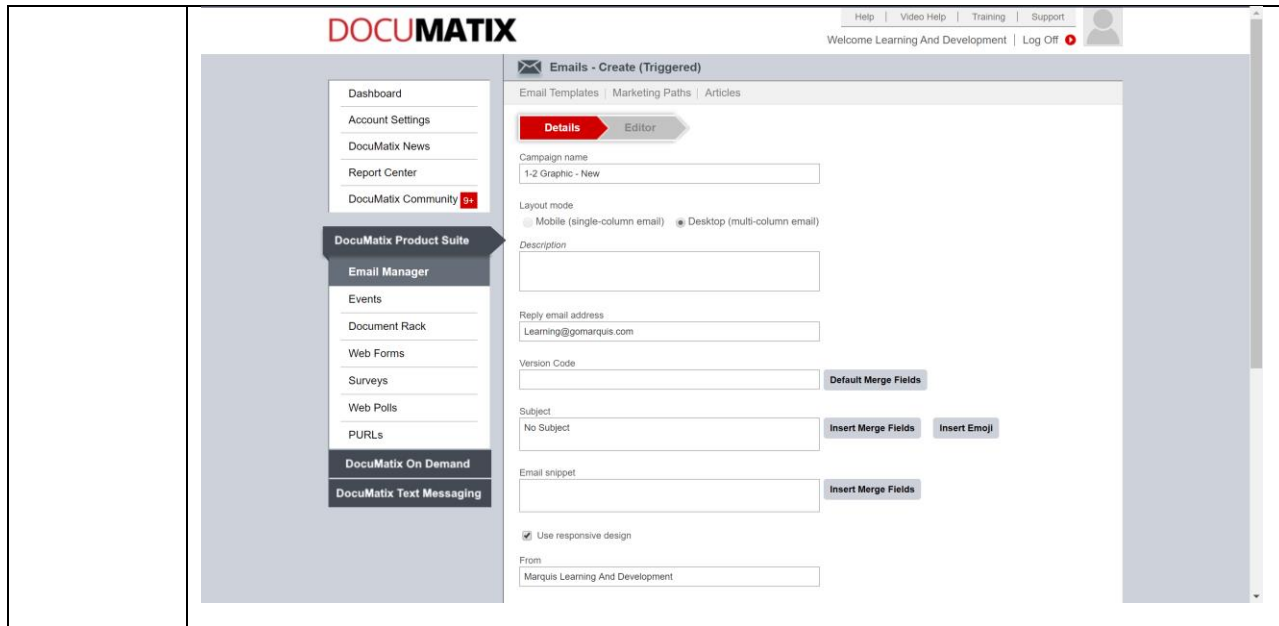 DOCUMATIX
Help | Video Help | Training | Support
Welcome Learning And Development | Log Off
Emails - Create (Triggered)
Email Templates | Marketing Paths | Articles
Dashboard
Account Settings
DocuMatix News
Report Center
DocuMatix Community 9+
DocuMatix Product Suite
Email Manager
Events
Document Rack
Web Forms
Surveys
Web Polls
PURLs
DocuMatix On Demand
DocuMatix Text Messaging
Details
Editor
Campaign name
1-2 Graphic - New
Layout mode
Mobile (single-column email) Desktop (multi-column email)
Description
Reply email address
Learning@gomarquis.com
Version Code
Default Merge Fields
Subject
No Subject
Insert Merge Fields
Insert Emoji
Email snippet
Insert Merge Fields
Use responsive design
From
Marquis Learning And Development